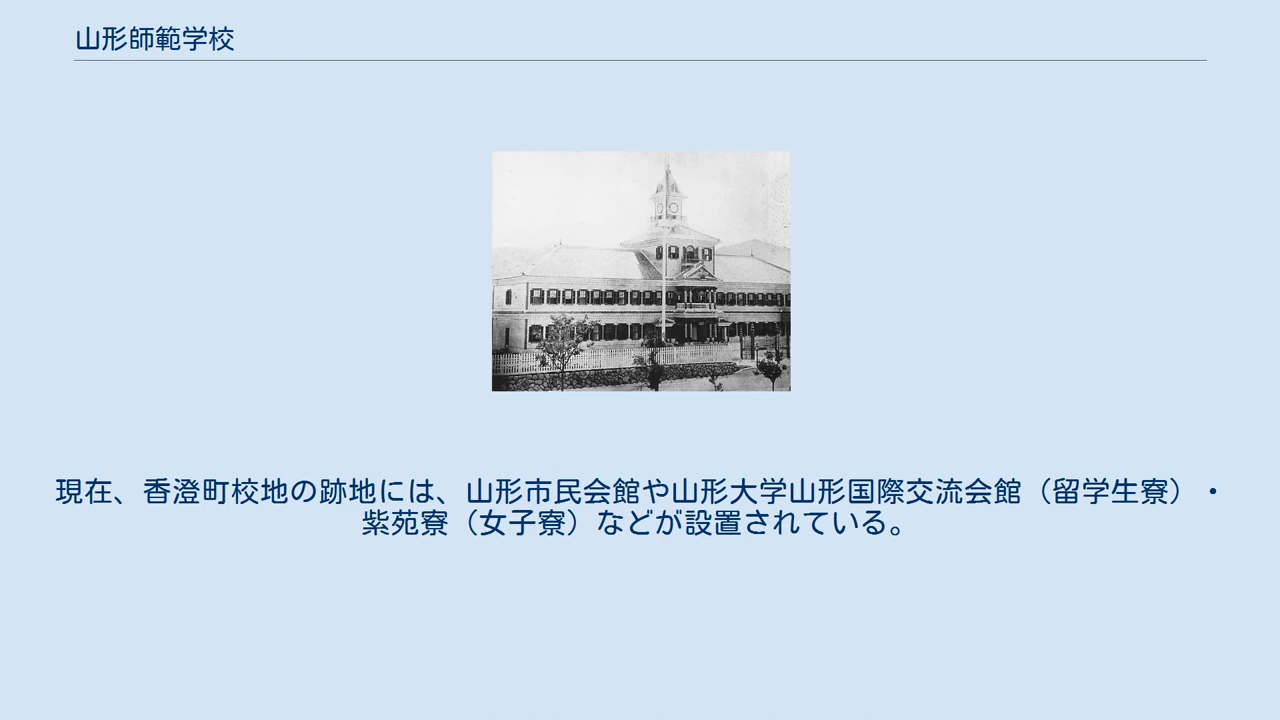 山形師範学校
現在、香澄町校地の跡地には、山形市民会館や山形大学山形国際交流会館（留学生寮）・
紫苑寮（女子寮）などが設置されている。